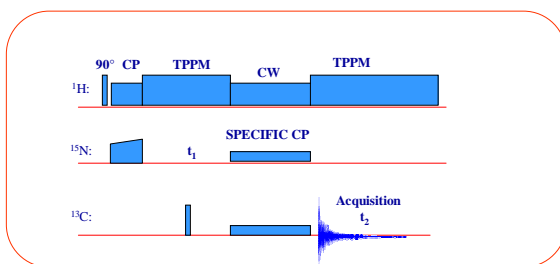 90° CP TPPM CW TPPM
¹H:
SPECIFIC CP
¹⁵N: t₁
Acquisition
¹³C: t₂